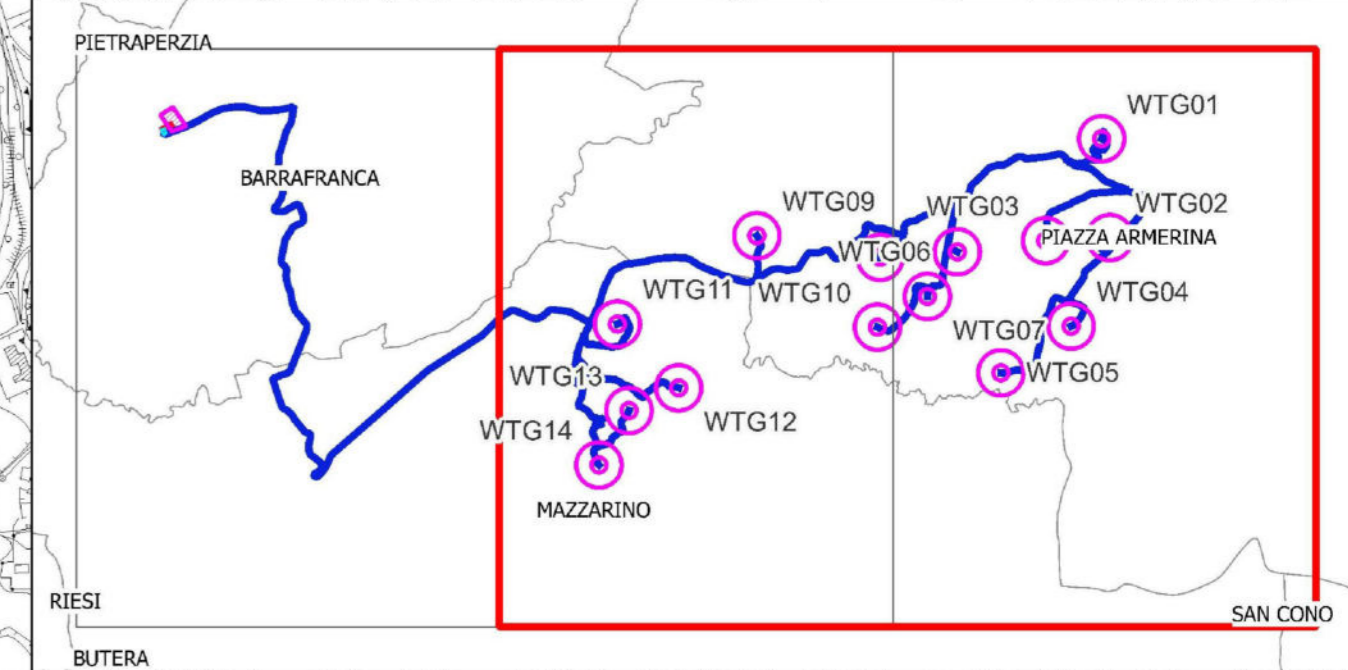 PIETRAPERZIA
WTG01
BARRAFRANCA
WTG09
WTG03
WTG02
PIAZZA ARMERINA
WTG06
WTG11
WTG10
WTG04
WTG07
WTG13
WTG05
WTG12
WTG14
MAZZARINO
RIESI
SAN CONO
BUTERA